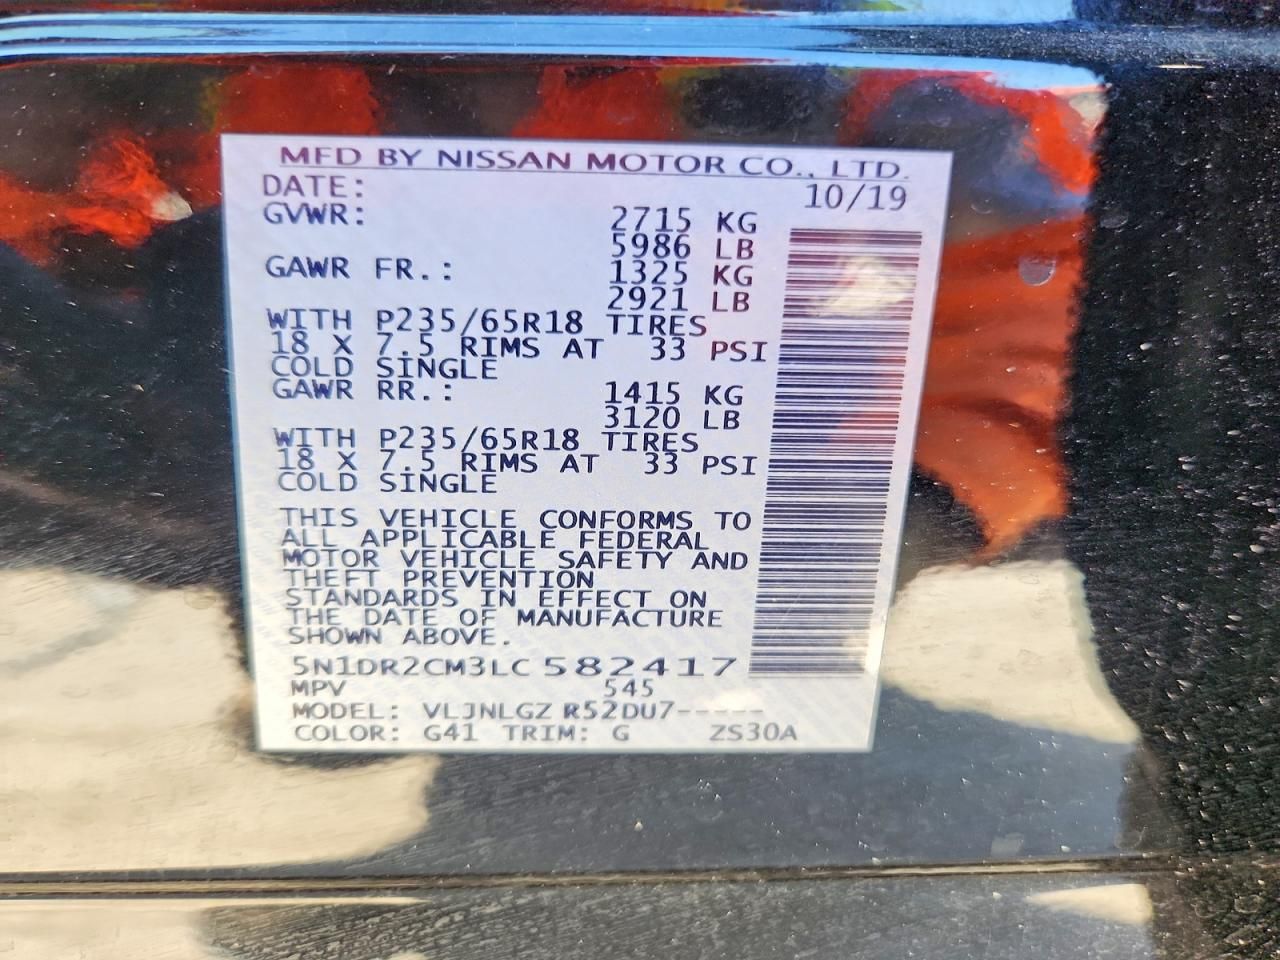 MFD BY NISSAN MOTOR CO., LTD.
DATE: 10/19
GVWR: 2715 KG
5986 LB
GAWR FR.: 1325 KG
2921 LB
WITH P235/65R18 TIRES
18 X 7.5 RIMS AT 33 PSI
COLD SINGLE
GAWR RR.: 1415 KG
3120 LB
WITH P235/65R18 TIRES
18 X 7.5 RIMS AT 33 PSI
COLD SINGLE
THIS VEHICLE CONFORMS TO
ALL APPLICABLE FEDERAL
MOTOR VEHICLE SAFETY AND
THEFT PREVENTION
STANDARDS IN EFFECT ON
THE DATE OF MANUFACTURE
SHOWN ABOVE.
5N1DR2CM3LC582417
MPV 545
MODEL: VLJNLGZ R52DU7-----
COLOR: G41 TRIM: G ZS30A